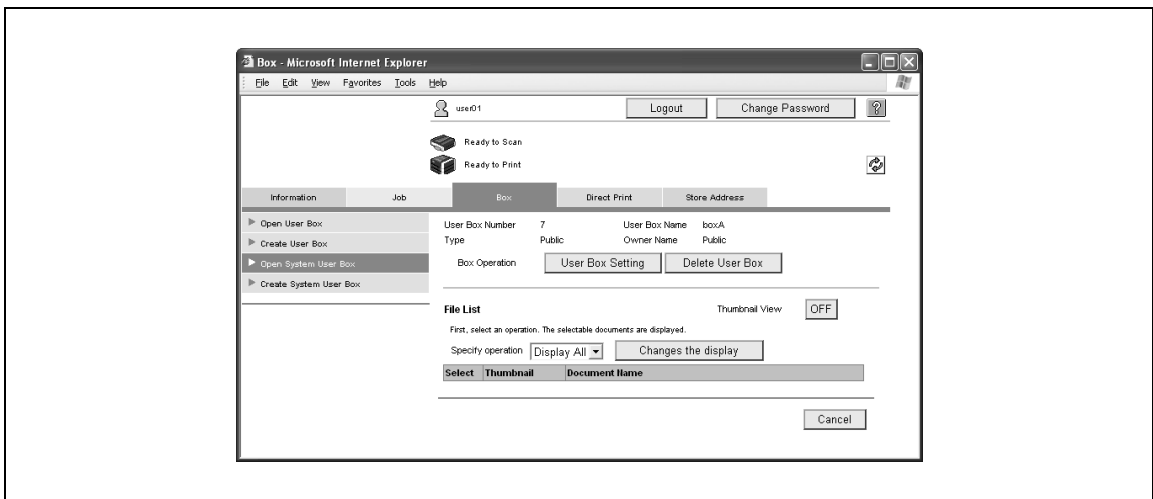 Box - Microsoft Internet Explorer
File Edit View Favorites Tools Help
user01 Logout Change Password ?
Ready to Scan
Ready to Print
Information Job Box Direct Print Store Address
Open User Box
Create User Box
Open System User Box
Create System User Box
User Box Number 7 User Box Name boxA
Type Public Owner Name Public
Box Operation User Box Setting Delete User Box
File List Thumbnail View OFF
First, select an operation. The selectable documents are displayed.
Specify operation Display All Changes the display
Select Thumbnail Document Name
Cancel